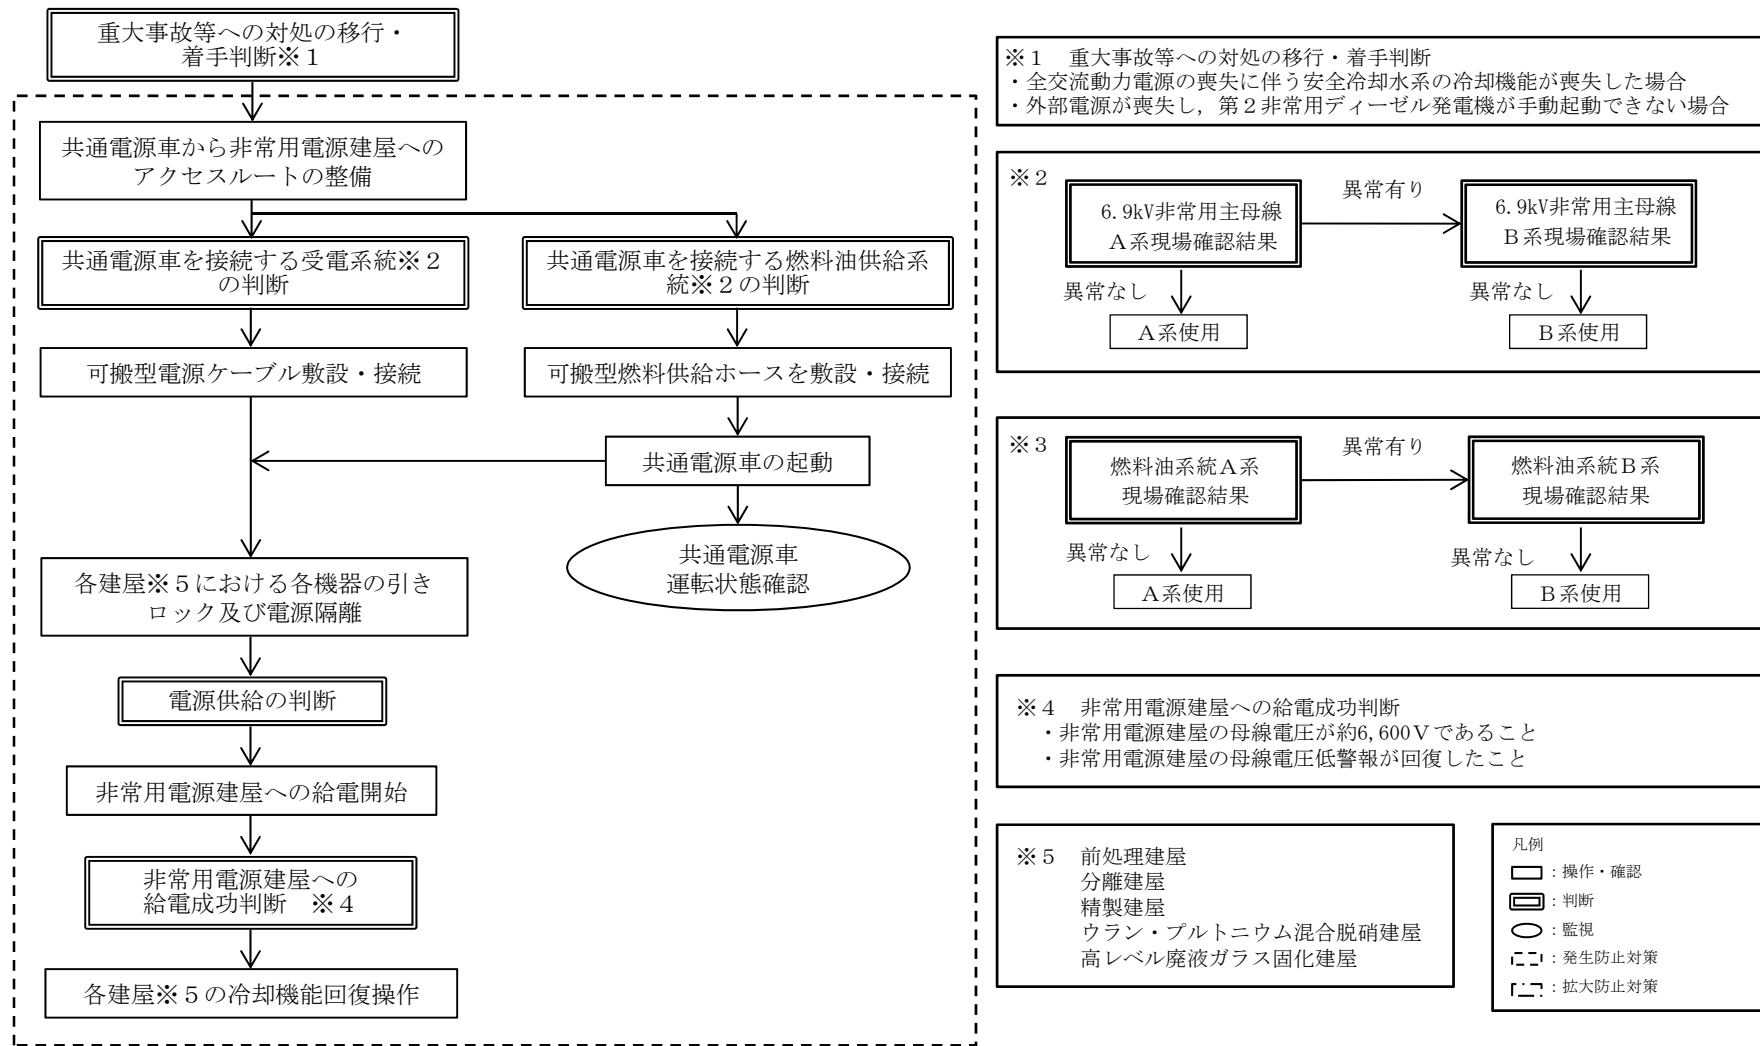 重大事故等への対処の移行・
着手判断※１
共通電源車から非常用電源建屋への
アクセスルートの整備
共通電源車を接続する受電系統※２
の判断
共通電源車を接続する燃料油供給系
統※２の判断
可搬型電源ケーブル敷設・接続
可搬型燃料供給ホースを敷設・接続
共通電源車の起動
共通電源車
運転状態確認
各建屋※５における各機器の引き
ロック及び電源隔離
電源供給の判断
非常用電源建屋への給電開始
非常用電源建屋への
給電成功判断　※４
各建屋※５の冷却機能回復操作
※１　重大事故等への対処の移行・着手判断
・全交流動力電源の喪失に伴う安全冷却水系の冷却機能が喪失した場合
・外部電源が喪失し，第２非常用ディーゼル発電機が手動起動できない場合
※２
6.9kV非常用主母線
Ａ系現場確認結果
異常有り
6.9kV非常用主母線
Ｂ系現場確認結果
異常なし
異常なし
Ａ系使用
Ｂ系使用
※３
燃料油系統Ａ系
現場確認結果
異常有り
燃料油系統Ｂ系
現場確認結果
異常なし
異常なし
Ａ系使用
Ｂ系使用
※４　非常用電源建屋への給電成功判断
・非常用電源建屋の母線電圧が約6,600Ｖであること
・非常用電源建屋の母線電圧低警報が回復したこと
※５　前処理建屋
分離建屋
精製建屋
ウラン・プルトニウム混合脱硝建屋
高レベル廃液ガラス固化建屋
凡例
：操作・確認
：判断
：監視
：発生防止対策
：拡大防止対策